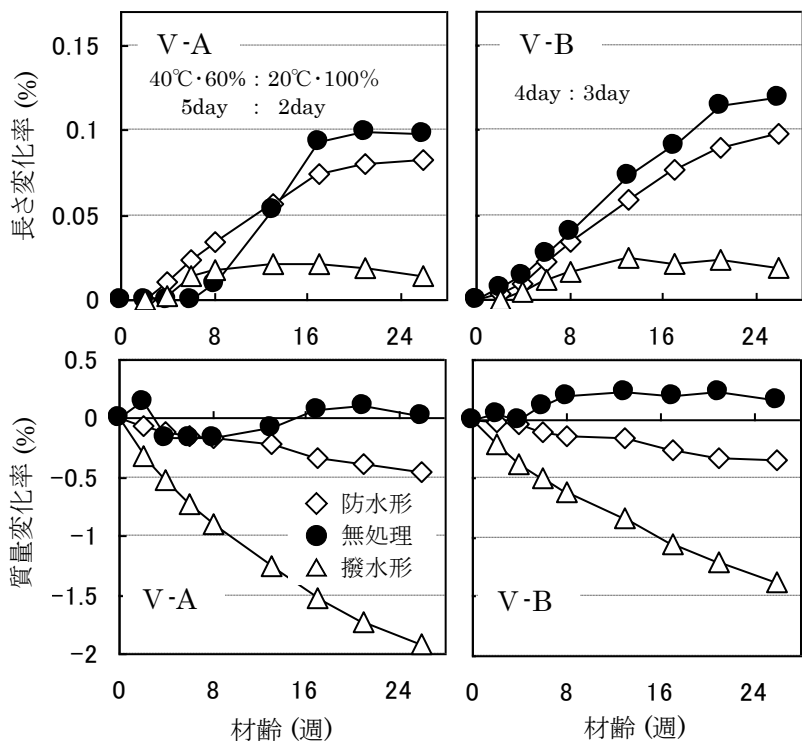 V-A
40℃・60%：20℃・100%
5day : 2day
長さ変化率 (%)
0.15
0.1
0.05
0
0 8 16 24
V-B
4day : 3day
0 8 16 24
質量変化率 (%)
0.5
0
-0.5
-1
-1.5
-2
防水形
無処理
撥水形
V-A
0 8 16 24
材齢 (週)
V-B
0 8 16 24
材齢 (週)